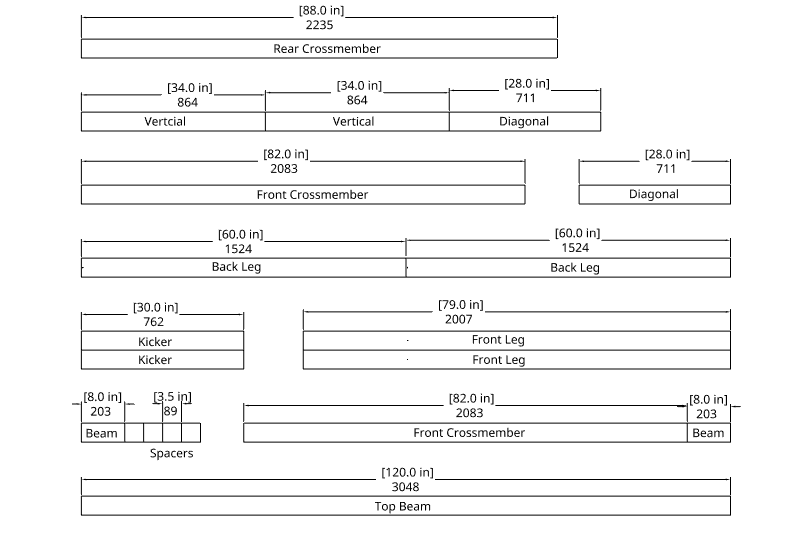 [88.0 in]
2235
Rear Crossmember
[34.0 in] [34.0 in] [28.0 in]
864 864 711
Vertcial Vertical Diagonal
[82.0 in] [28.0 in]
2083 711
Front Crossmember Diagonal
[60.0 in] [60.0 in]
1524 1524
Back Leg Back Leg
[30.0 in] [79.0 in]
762 2007
Kicker Front Leg
Kicker Front Leg
[8.0 in] [3.5 in] [82.0 in] [8.0 in]
203 89 2083 203
Beam Front Crossmember Beam
Spacers
[120.0 in]
3048
Top Beam